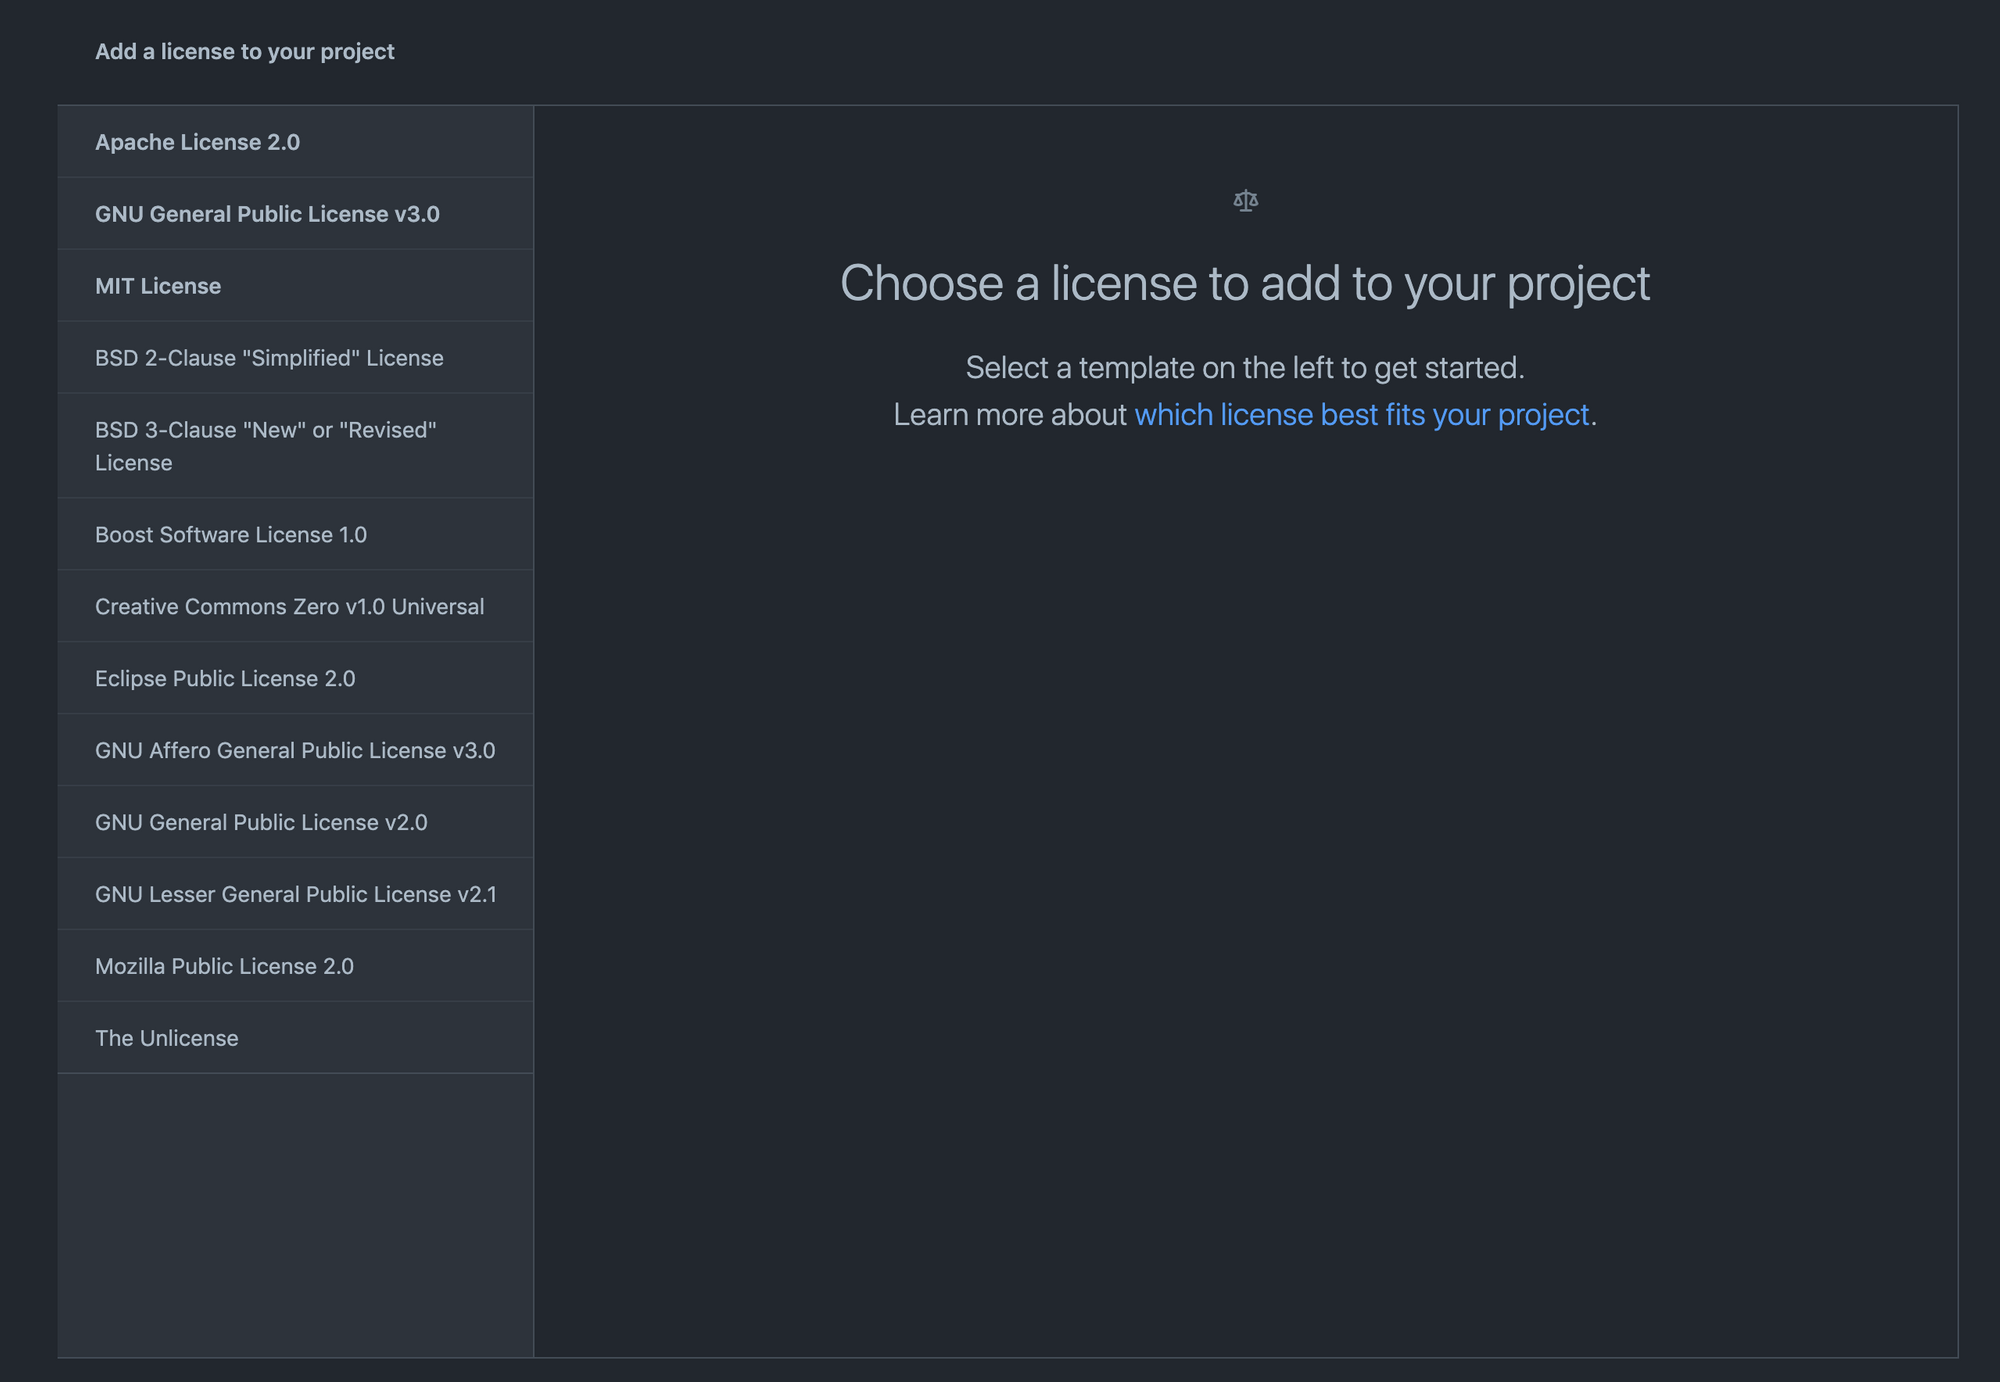 Add a license to your project
Apache License 2.0
GNU General Public License v3.0
MIT License
BSD 2-Clause "Simplified" License
BSD 3-Clause "New" or "Revised"
License
Boost Software License 1.0
Creative Commons Zero v1.0 Universal
Eclipse Public License 2.0
GNU Affero General Public License v3.0
GNU General Public License v2.0
GNU Lesser General Public License v2.1
Mozilla Public License 2.0
The Unlicense
Choose a license to add to your project
Select a template on the left to get started.
Learn more about which license best fits your project.